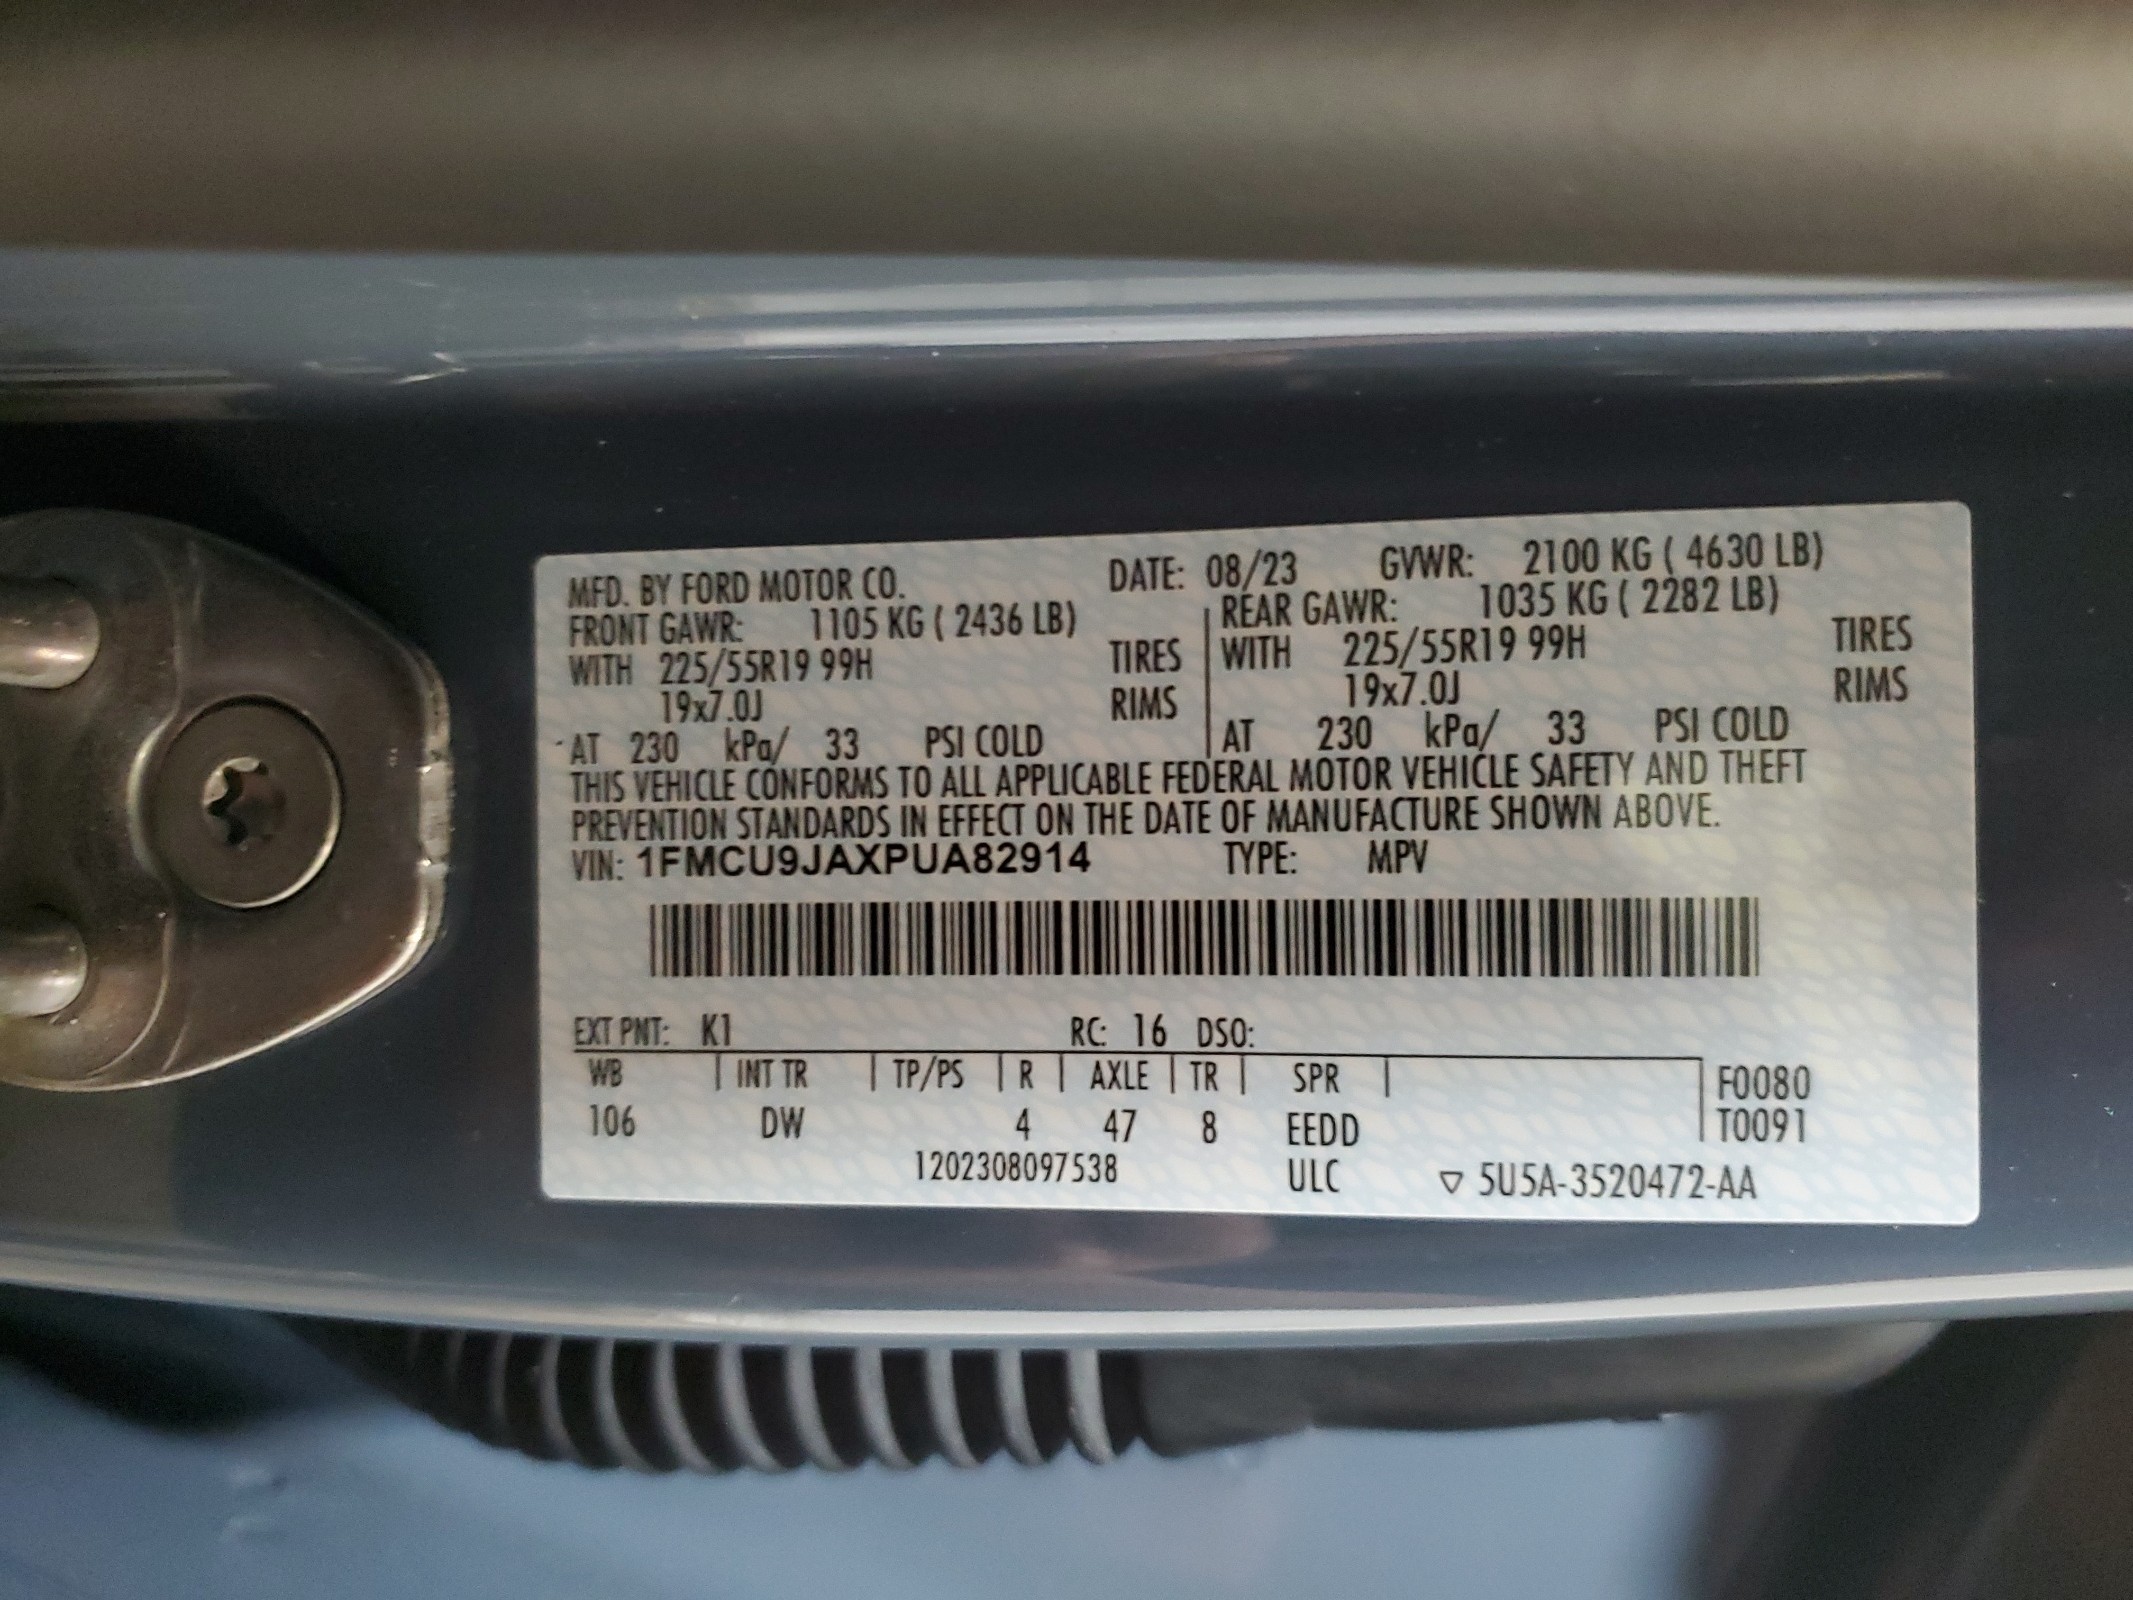 MFD. BY FORD MOTOR CO. DATE: 08/23 GVWR: 2100 KG ( 4630 LB)
FRONT GAWR: 1105 KG ( 2436 LB) REAR GAWR: 1035 KG ( 2282 LB)
WITH 225/55R19 99H TIRES WITH 225/55R19 99H TIRES
19x7.0J RIMS 19x7.0J RIMS
AT 230 kPa/ 33 PSI COLD AT 230 kPa/ 33 PSI COLD
THIS VEHICLE CONFORMS TO ALL APPLICABLE FEDERAL MOTOR VEHICLE SAFETY AND THEFT
PREVENTION STANDARDS IN EFFECT ON THE DATE OF MANUFACTURE SHOWN ABOVE.
VIN: 1FMCU9JAXPUA82914 TYPE: MPV
EXT PNT: K1 RC: 16 DSO:
WB | INT TR | TP/PS | R | AXLE | TR | SPR | F0080
106 DW 4 47 8 EEDD T0091
1202308097538 ULC ▽ 5U5A-3520472-AA